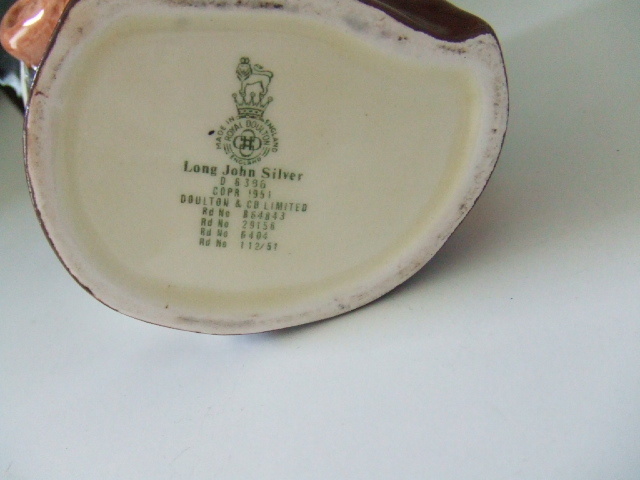 MADE IN ENGLAND
ROYAL DOULTON
ENGLAND
Long John Silver
D 6386
COPR 1951
DOULTON & CO LIMITED
Rd No 864843
Rd No 29156
Rd No 6404
Rd No 112/51